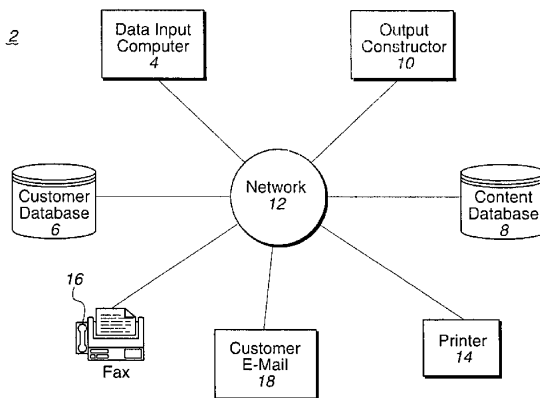 2
Data Input
Computer
4
Output
Constructor
10
Customer
Database
6
Network
12
Content
Database
8
16
Fax
Customer
E-Mail
18
Printer
14